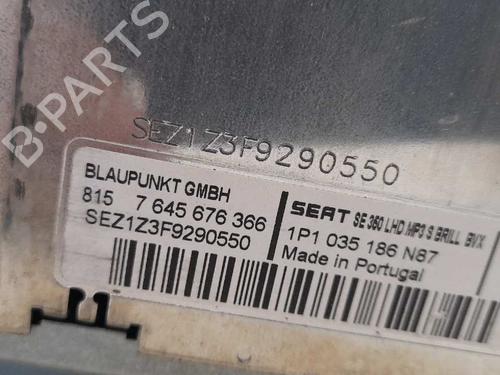 B-PARTS
SEZ1Z3F9290550
BLAUPUNKT GMBH
815 7 645 676 366
SEZ1Z3F9290550
SEAT SE 360 LHD MP3 S BRILL BVX
1P1 035 186 N87
Made in Portugal